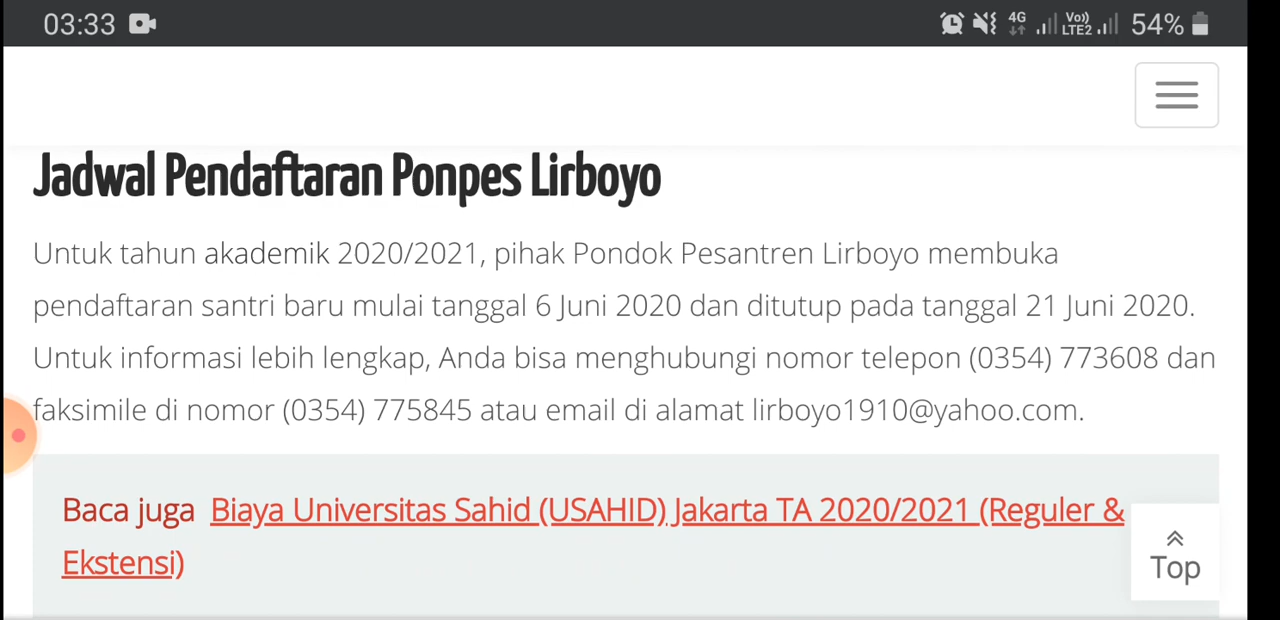 03:33
4G
Vo))
LTE2
54%
Jadwal Pendaftaran Ponpes Lirboyo
Untuk tahun akademik 2020/2021, pihak Pondok Pesantren Lirboyo membuka
pendaftaran santri baru mulai tanggal 6 Juni 2020 dan ditutup pada tanggal 21 Juni 2020.
Untuk informasi lebih lengkap, Anda bisa menghubungi nomor telepon (0354) 773608 dan
faksimile di nomor (0354) 775845 atau email di alamat lirboyo1910@yahoo.com.
Baca juga Biaya Universitas Sahid (USAHID) Jakarta TA 2020/2021 (Reguler &
Ekstensi)
Top